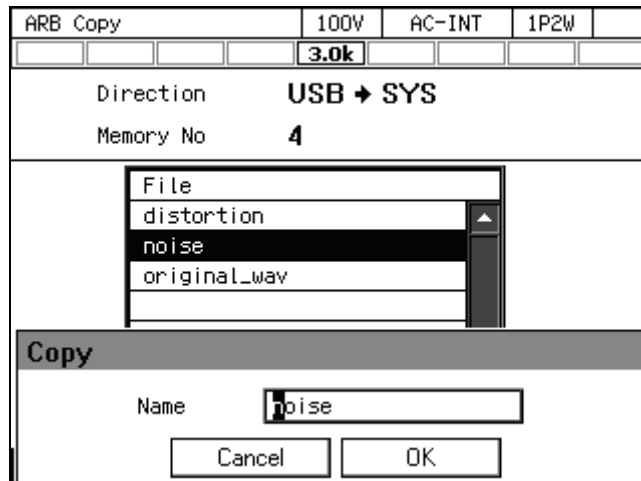 ARB Copy 100V AC-INT 1P2W
3.0k
Direction USB → SYS
Memory No 4
File
distortion
noise
original_wav
Copy
Name noise
Cancel OK